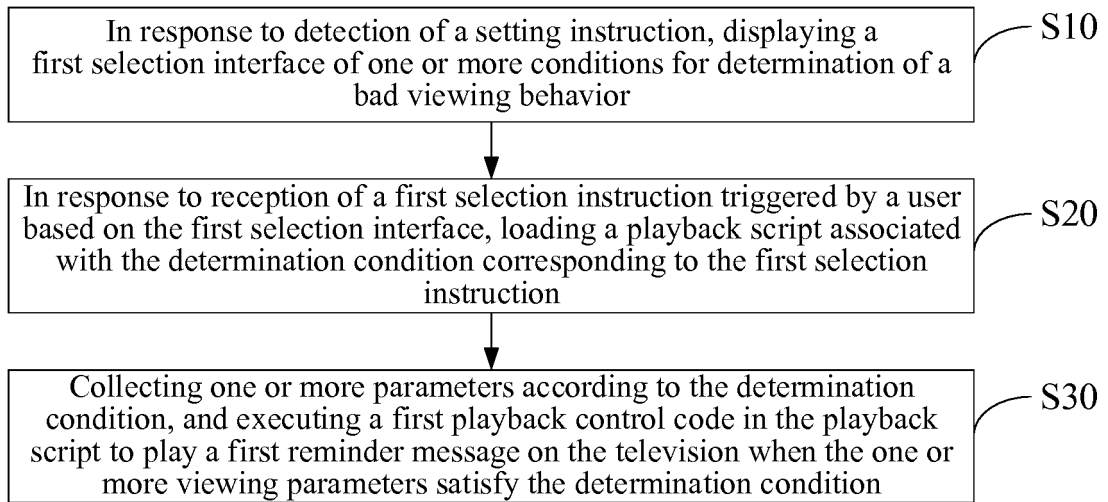 In response to detection of a setting instruction, displaying a
first selection interface of one or more conditions for determination of a
bad viewing behavior
S10
In response to reception of a first selection instruction triggered by a user
based on the first selection interface, loading a playback script associated
with the determination condition corresponding to the first selection
instruction
S20
Collecting one or more parameters according to the determination
condition, and executing a first playback control code in the playback
script to play a first reminder message on the television when the one or
more viewing parameters satisfy the determination condition
S30